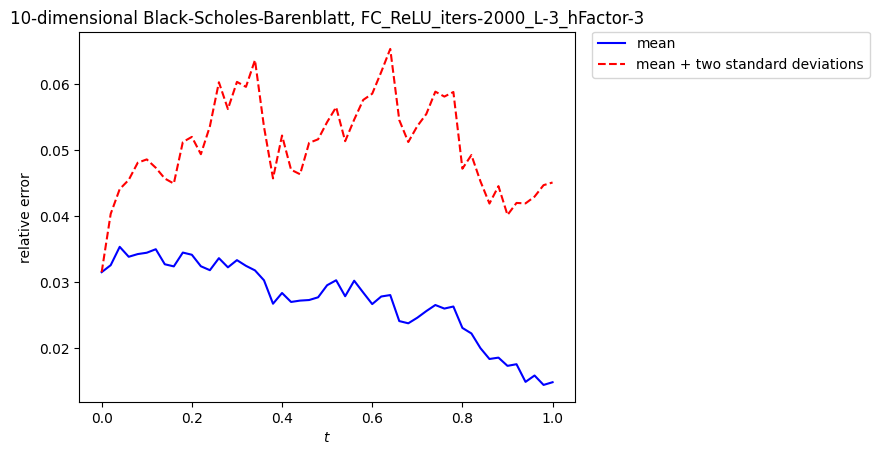 10-dimensional Black-Scholes-Barenblatt, FC_ReLU_iters-2000_L-3_hFactor-3
mean
mean + two standard deviations
relative error
0.06
0.05
0.04
0.03
0.02
0.0 0.2 0.4 0.6 0.8 1.0
t